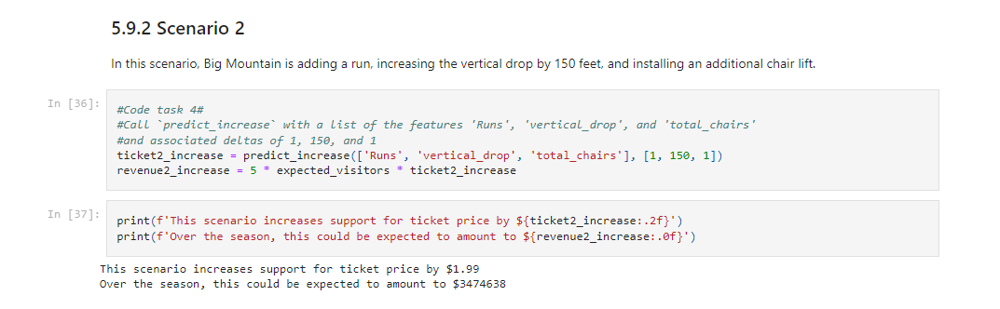 5.9.2 Scenario 2
In this scenario, Big Mountain is adding a run, increasing the vertical drop by 150 feet, and installing an additional chair lift.
In [36]:
#Code task 4#
#Call `predict_increase` with a list of the features 'Runs', 'vertical_drop', and 'total_chairs'
#and associated deltas of 1, 150, and 1
ticket2_increase = predict_increase(['Runs', 'vertical_drop', 'total_chairs'], [1, 150, 1])
revenue2_increase = 5 * expected_visitors * ticket2_increase
In [37]:
print(f'This scenario increases support for ticket price by ${ticket2_increase:.2f}')
print(f'Over the season, this could be expected to amount to ${revenue2_increase:.0f}')
This scenario increases support for ticket price by $1.99
Over the season, this could be expected to amount to $3474638